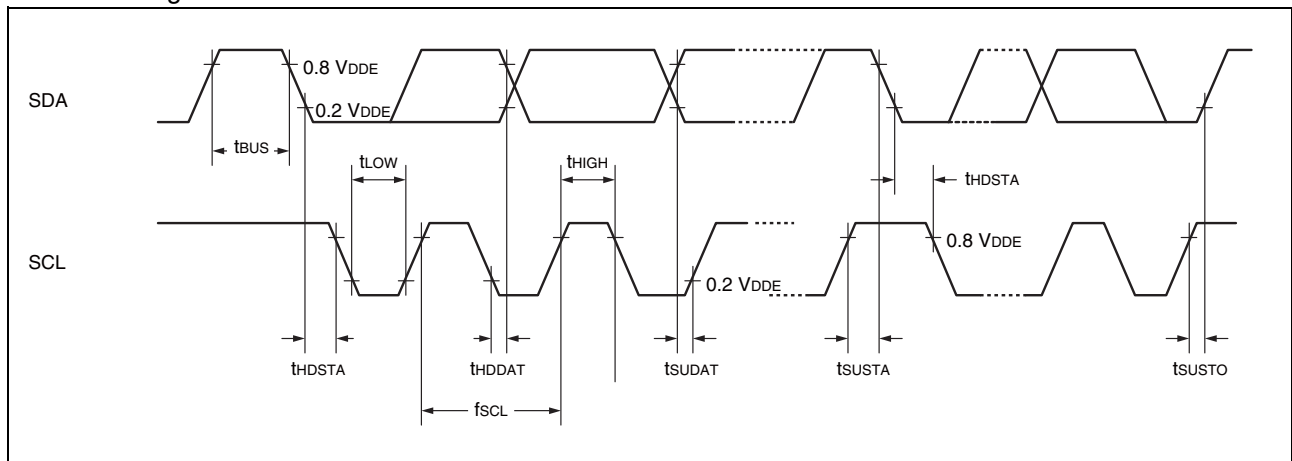 SDA
0.8 VDDE
0.2 VDDE
tBUS
tLOW
tHIGH
tHDSTA
SCL
0.8 VDDE
0.2 VDDE
tHDSTA
tHDDAT
tSUDAT
tSUSTA
tSUSTO
fSCL